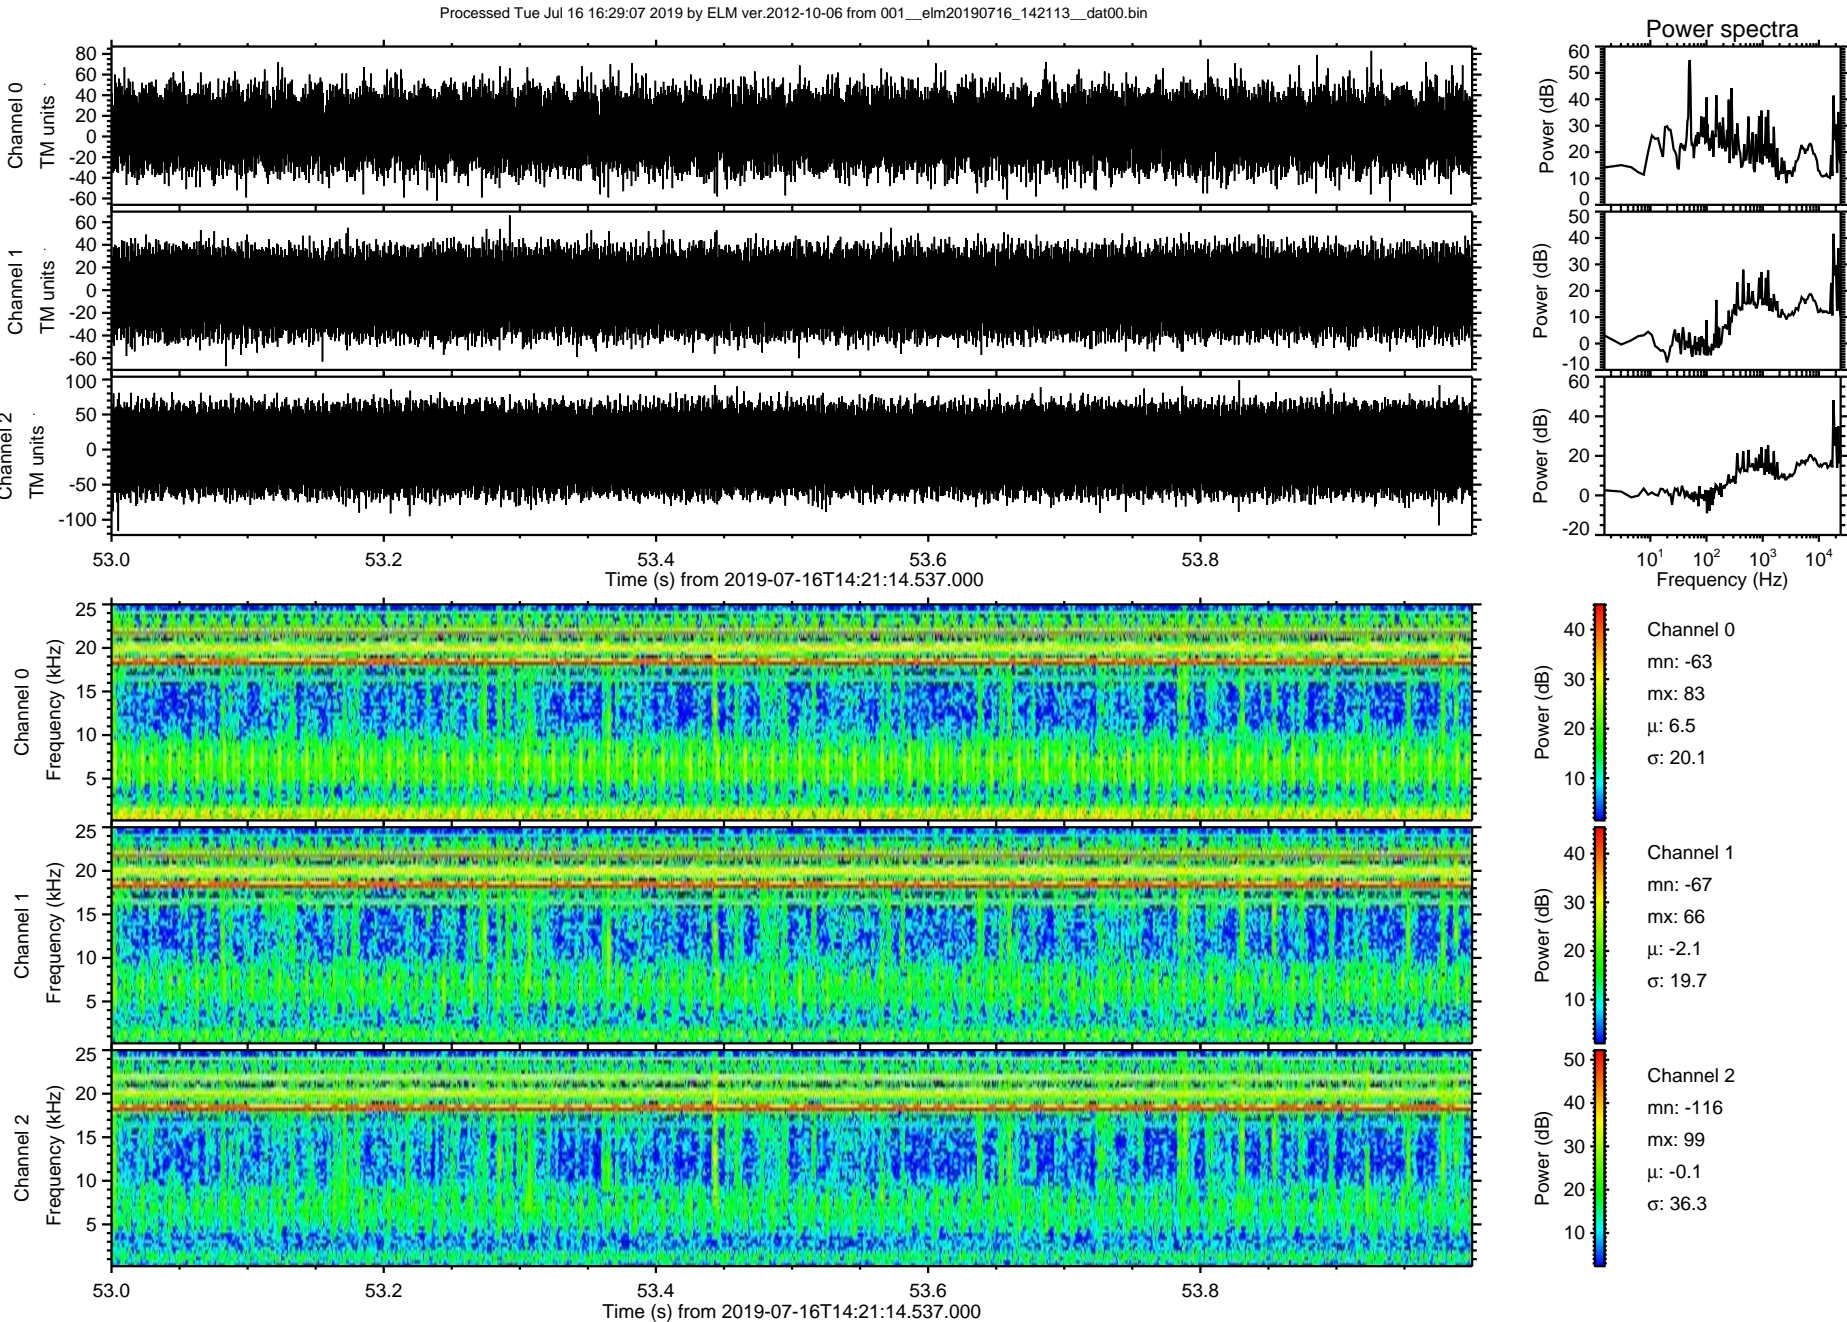 Processed Tue Jul 16 16:29:07 2019 by ELM ver.2012-10-06 from 001__elm20190716_142113__dat00.bin
Power spectra
Channel 0
TM units
80
60
40
20
0
-20
-40
-60
Power (dB)
60
50
40
30
20
10
0
Channel 1
TM units
60
40
20
0
-20
-40
-60
Power (dB)
50
40
30
20
10
0
-10
Channel 2
TM units
100
50
0
-50
-100
Power (dB)
60
40
20
0
-20
53.0 53.2 53.4 53.6 53.8
Time (s) from 2019-07-16T14:21:14.537.000
10^1 10^2 10^3 10^4
Frequency (Hz)
Channel 0
Frequency (kHz)
25
20
15
10
5
Power (dB)
40
30
20
10
Channel 0
mn: -63
mx: 83
μ: 6.5
σ: 20.1
Channel 1
Frequency (kHz)
25
20
15
10
5
Power (dB)
40
30
20
10
Channel 1
mn: -67
mx: 66
μ: -2.1
σ: 19.7
Channel 2
Frequency (kHz)
25
20
15
10
5
Power (dB)
50
40
30
20
10
Channel 2
mn: -116
mx: 99
μ: -0.1
σ: 36.3
53.0 53.2 53.4 53.6 53.8
Time (s) from 2019-07-16T14:21:14.537.000